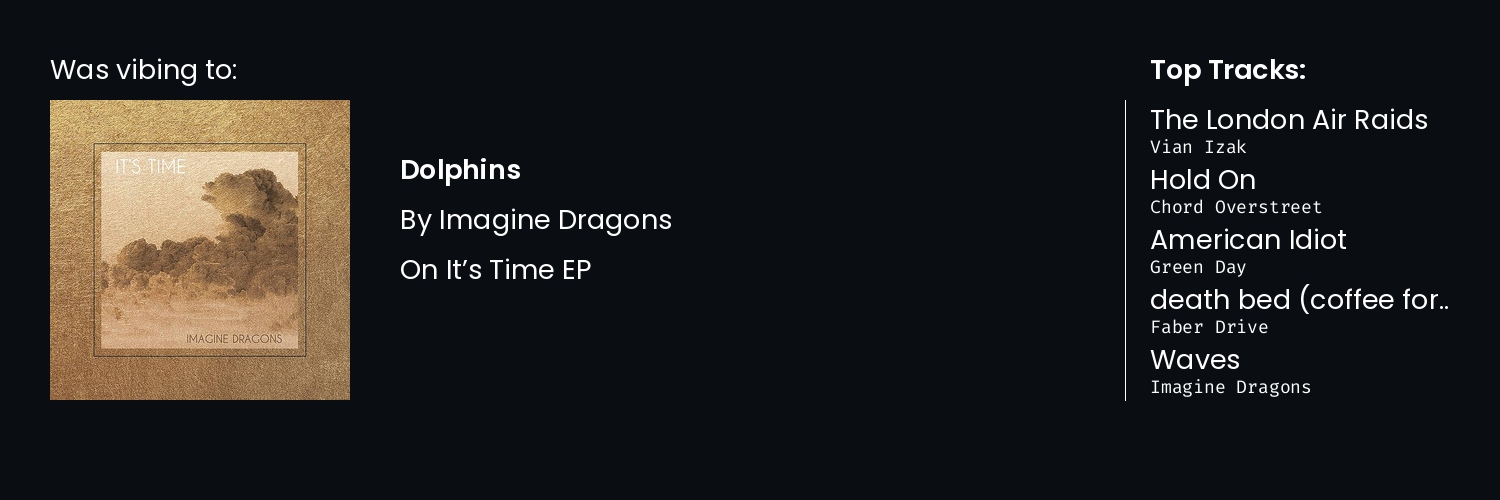 Was vibing to:
IT'S TIME
IMAGINE DRAGONS
Dolphins
By Imagine Dragons
On It’s Time EP
Top Tracks:
The London Air Raids
Vian Izak
Hold On
Chord Overstreet
American Idiot
Green Day
death bed (coffee for..
Faber Drive
Waves
Imagine Dragons